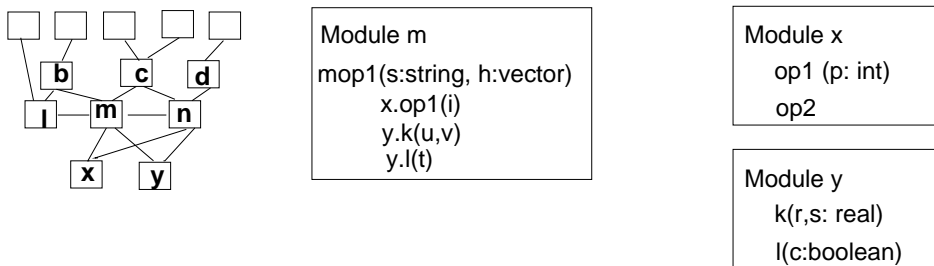 b
c
d
l
m
n
x
y
Module m
mop1(s:string, h:vector)
x.op1(i)
y.k(u,v)
y.l(t)
Module x
op1 (p: int)
op2
Module y
k(r,s: real)
l(c:boolean)